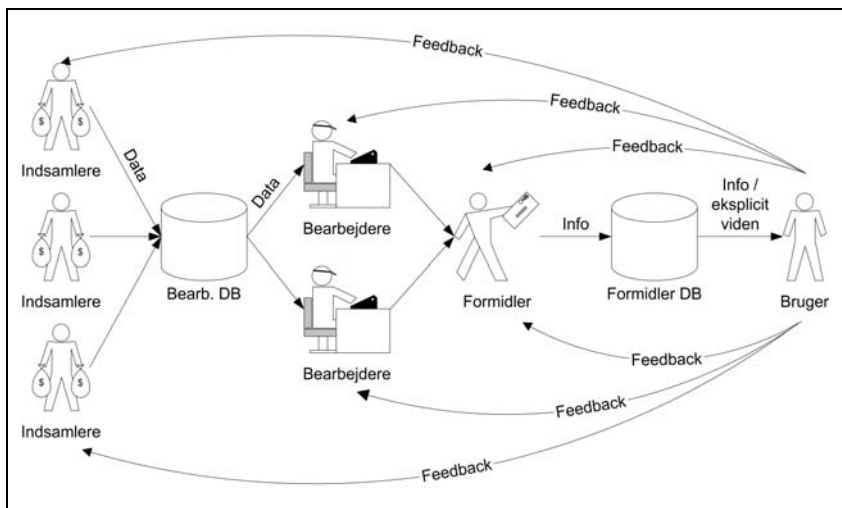 Feedback
Feedback
Feedback
$ $
Indsamlere
Data
Data
Bearbejdere
Info
Info /
eksplicit
viden
$ $
Indsamlere
Bearb. DB
Formidler
Formidler DB
Bruger
$ $
Indsamlere
Bearbejdere
Feedback
Feedback
Feedback